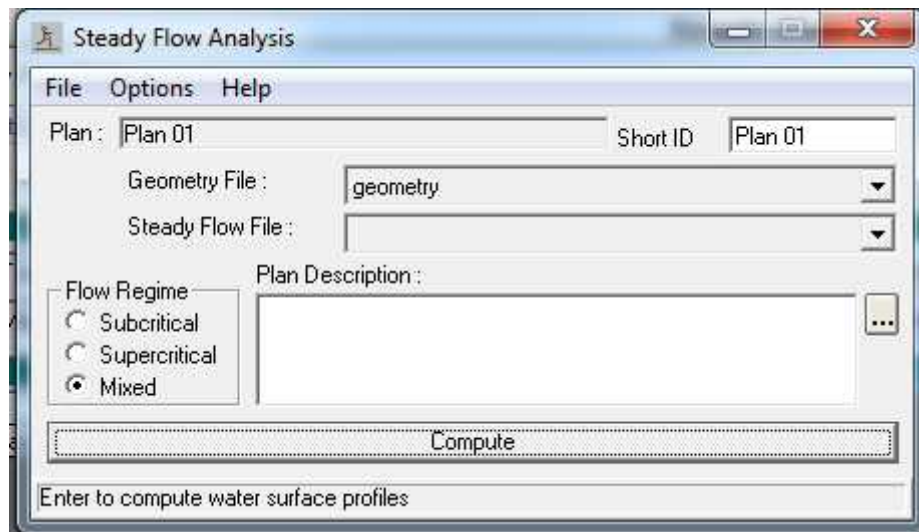 Steady Flow Analysis
File Options Help
Plan : Plan 01 Short ID Plan 01
Geometry File : geometry
Steady Flow File :
Plan Description :
Flow Regime
Subcritical
Supercritical
Mixed
...
Compute
Enter to compute water surface profiles